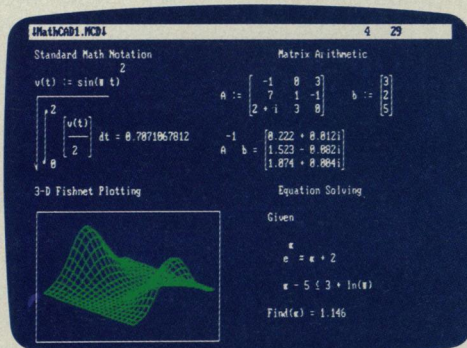 ↓MathCAD1.MCD↓ 4 29
Standard Math Notation
2
v(t) := sin(π t)
2
v(t)
dt = 0.7071067812
2
0
Matrix Arithmetic
-1 0 3
A := 7 1 -1
2 + i 3 0
3
b := 2
5
-1
0.222 + 0.012i
A b = 1.523 - 0.082i
1.074 + 0.004i
3-D Fishnet Plotting
Equation Solving
Given
e = + 2
- 5 ≤ 3 + ln(π)
Find( ) = 1.146